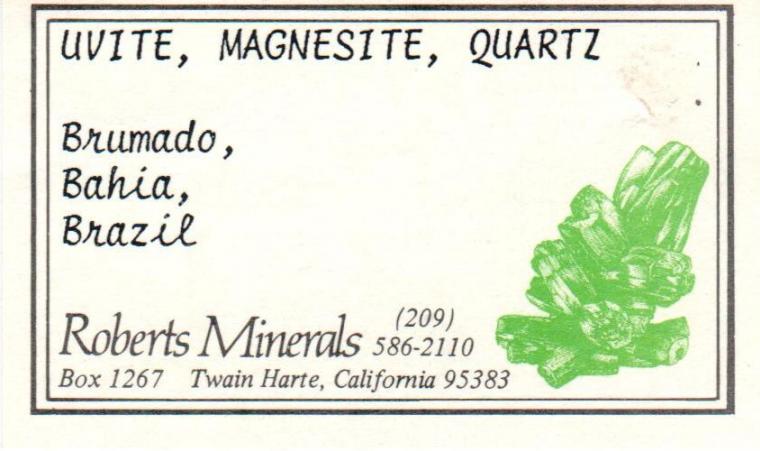 UVITE, MAGNESITE, QUARTZ
Brumado,
Bahia,
Brazil
Roberts Minerals (209) 586-2110
Box 1267 Twain Harte, California 95383